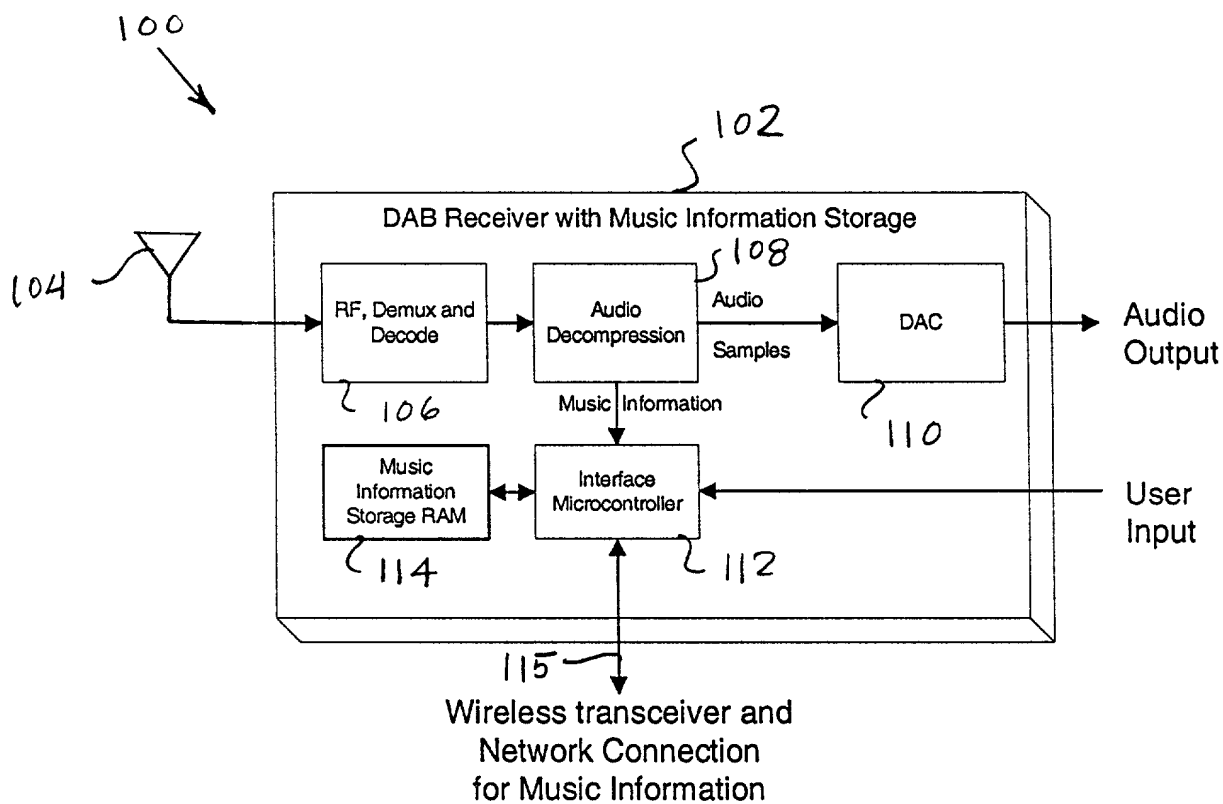 100
102
DAB Receiver with Music Information Storage
104
108
RF, Demux and
Decode
Audio
Decompression
Audio
Samples
DAC
Audio
Output
106
Music Information
110
Music
Information
Storage RAM
Interface
Microcontroller
User
Input
114
112
115
Wireless transceiver and
Network Connection
for Music Information